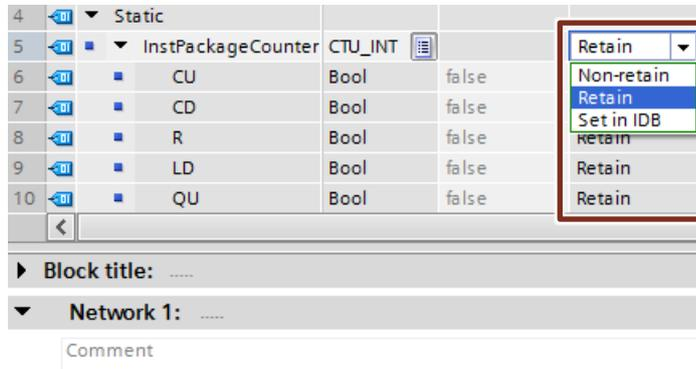 4 Static
5 InstPackageCounter CTU_INT Retain
6 CU Bool false Non-retain
7 CD Bool false Retain
8 R Bool false Set in IDB
Retain
9 LD Bool false Retain
10 QU Bool false Retain
Block title: .....
Network 1: .....
Comment